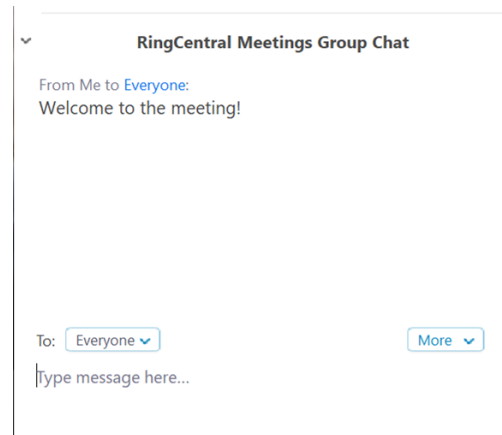 RingCentral Meetings Group Chat
From Me to Everyone:
Welcome to the meeting!
To: Everyone More
Type message here...